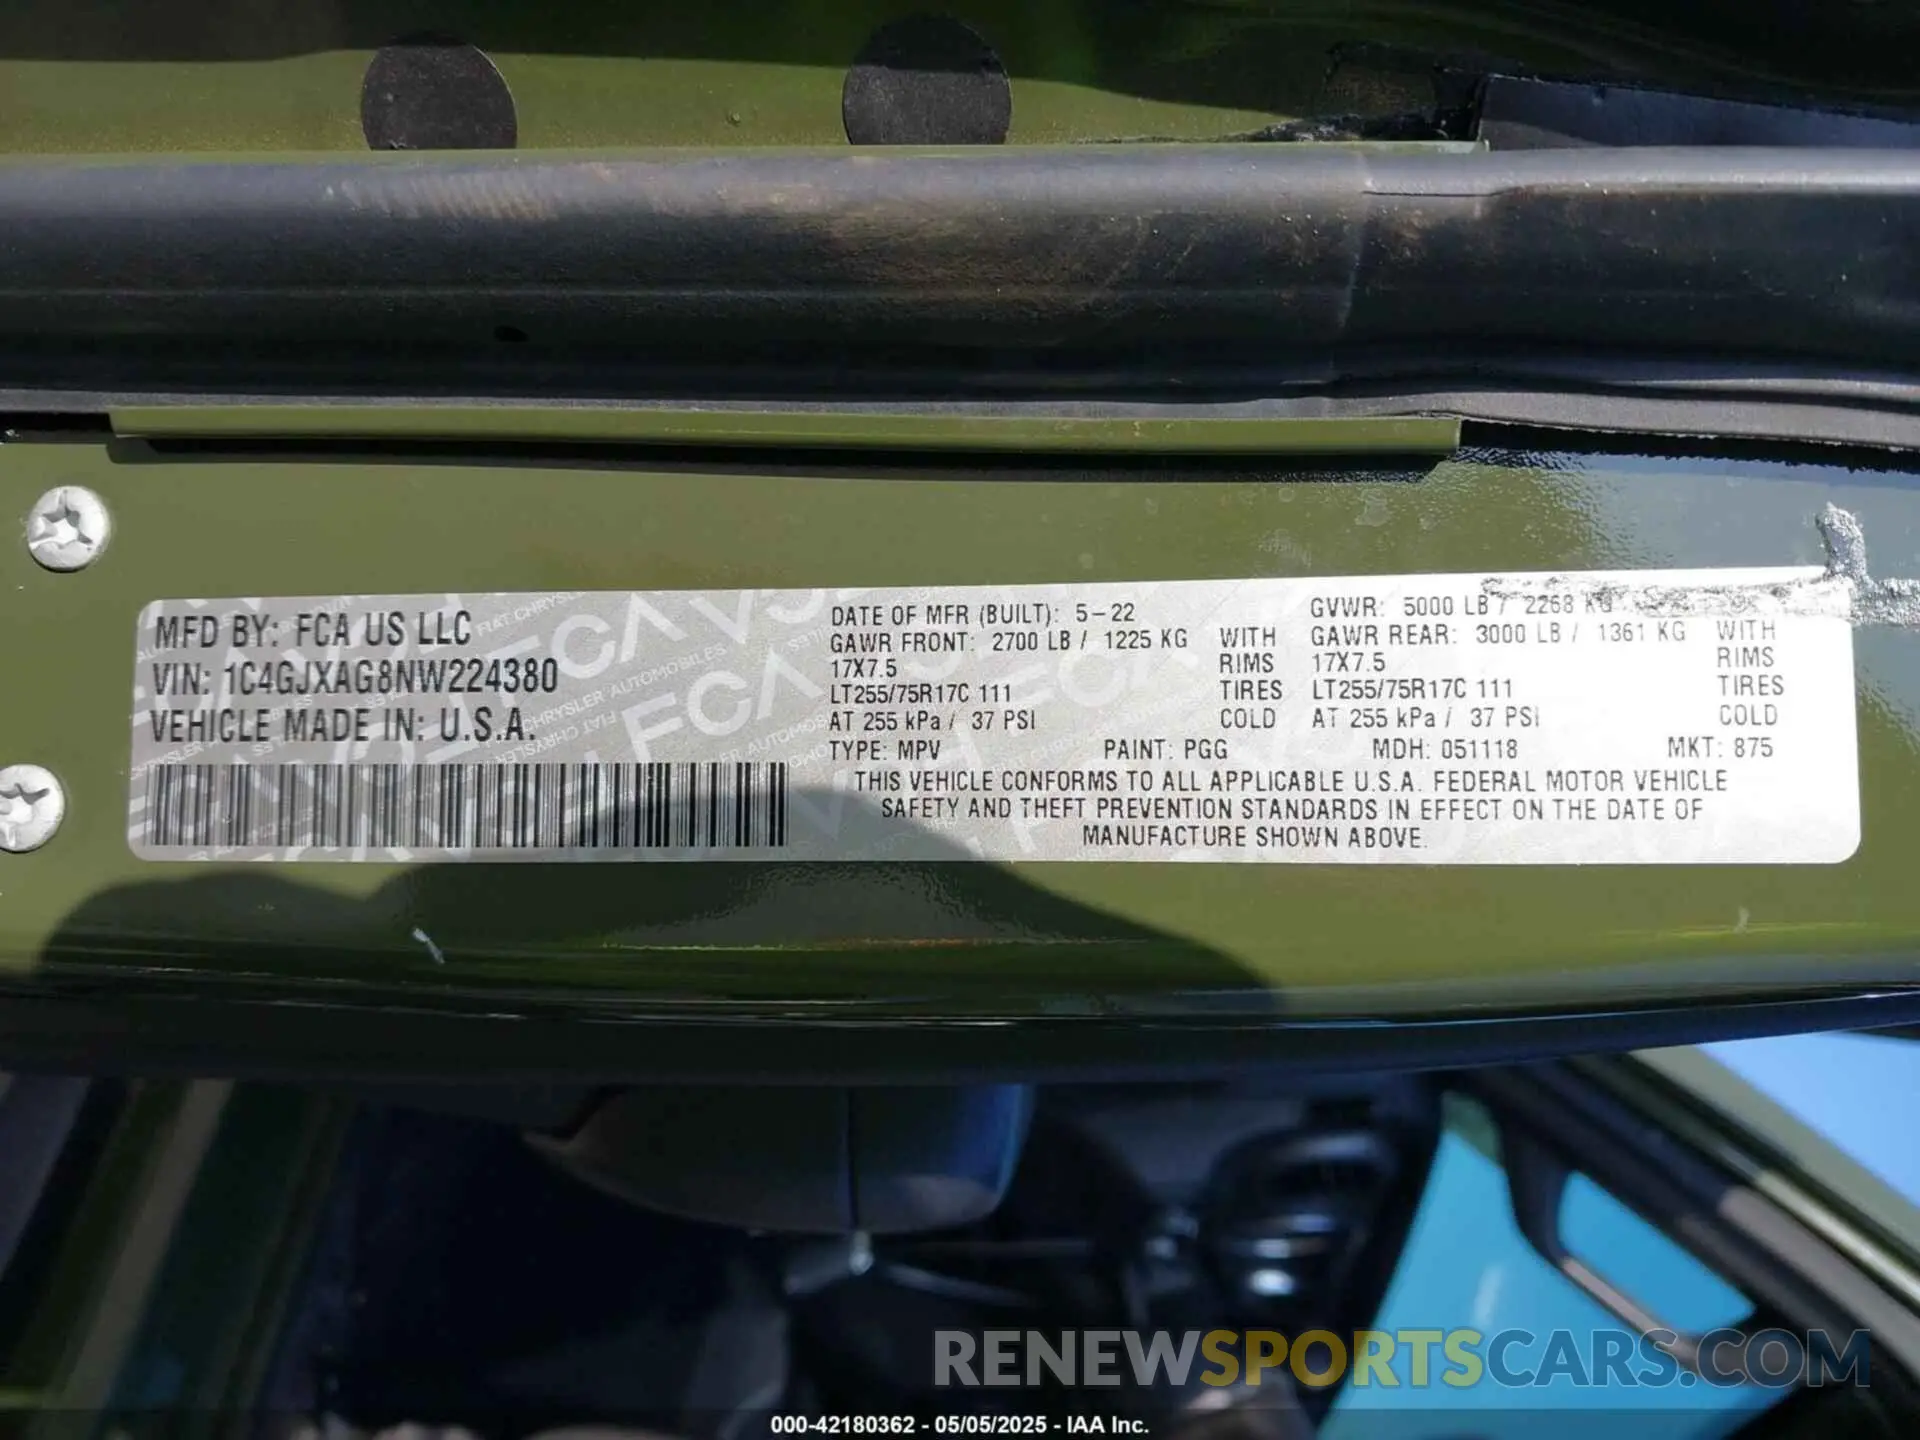 MFD BY: FCA US LLC
VIN: 1C4GJXAG8NW224380
VEHICLE MADE IN: U.S.A.
DATE OF MFR (BUILT): 5-22 GVWR: 5000 LB / 2268 KG
GAWR FRONT: 2700 LB / 1225 KG WITH GAWR REAR: 3000 LB / 1361 KG WITH
17X7.5 RIMS 17X7.5 RIMS
LT255/75R17C 111 TIRES LT255/75R17C 111 TIRES
AT 255 kPa / 37 PSI COLD AT 255 kPa / 37 PSI COLD
TYPE: MPV PAINT: PGG MDH: 051118 MKT: 875
THIS VEHICLE CONFORMS TO ALL APPLICABLE U.S.A. FEDERAL MOTOR VEHICLE
SAFETY AND THEFT PREVENTION STANDARDS IN EFFECT ON THE DATE OF
MANUFACTURE SHOWN ABOVE.
RENEWSPORTSCARS.COM
000-42180362 - 05/05/2025 - IAA Inc.